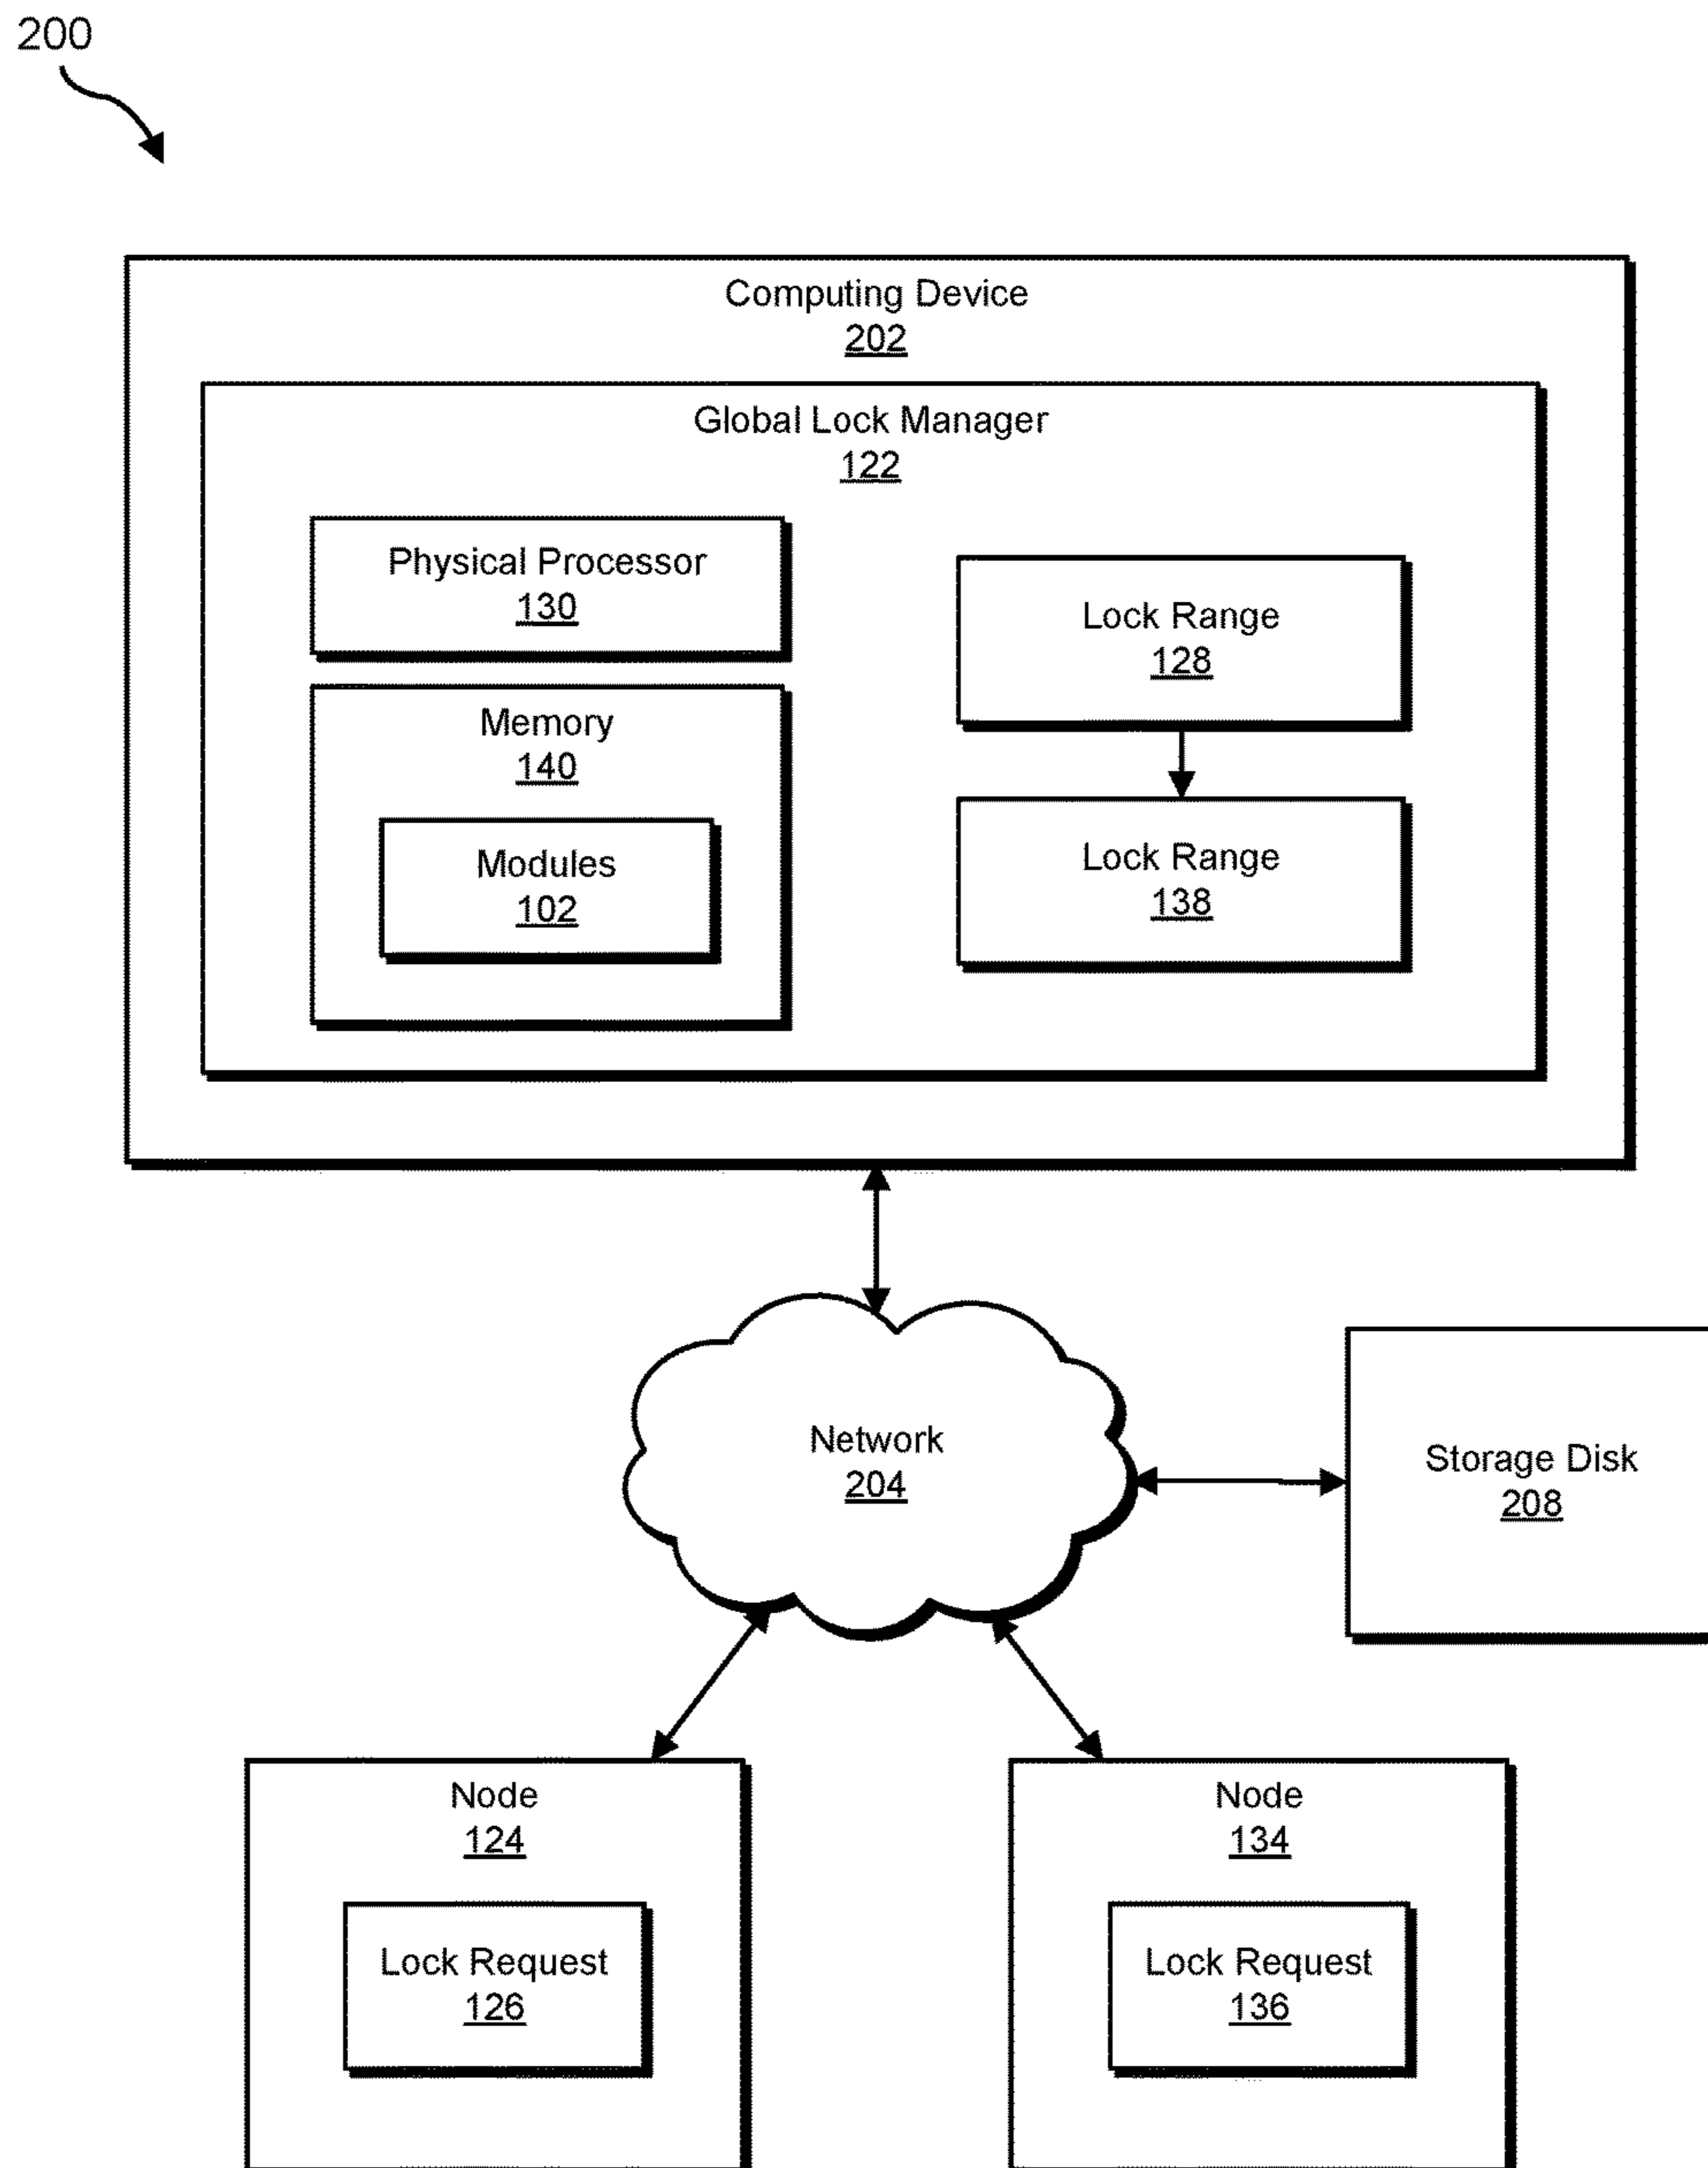 200
Computing Device
202
Global Lock Manager
122
Physical Processor
130
Memory
140
Modules
102
Lock Range
128
Lock Range
138
Network
204
Storage Disk
208
Node
124
Lock Request
126
Node
134
Lock Request
136